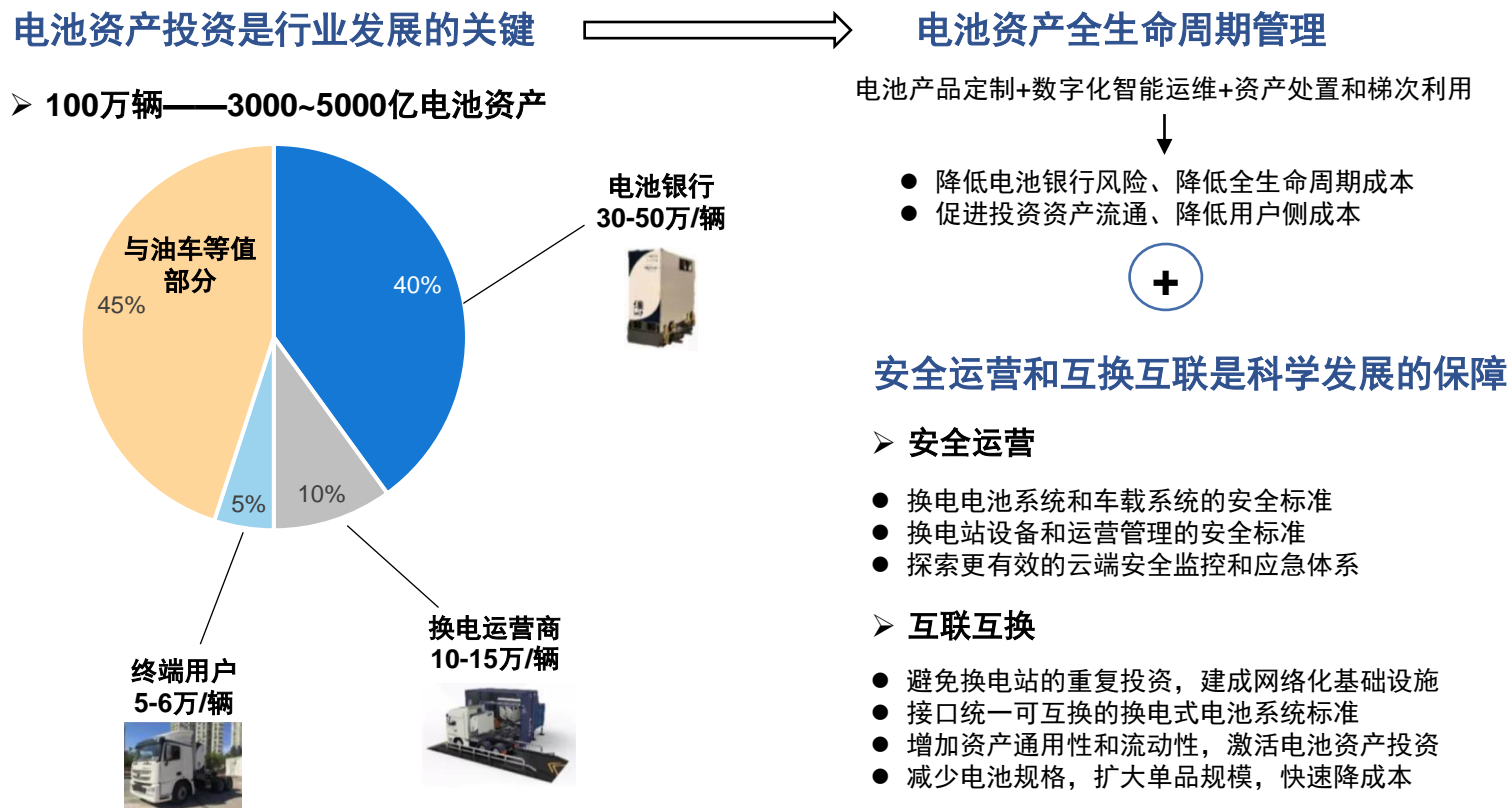 电池资产投资是行业发展的关键
➢ 100万辆——3000~5000亿电池资产
与油车等值
部分
45%
40%
5%
10%
电池银行
30-50万/辆
换电运营商
10-15万/辆
终端用户
5-6万/辆
电池资产全生命周期管理
电池产品定制+数字化智能运维+资产处置和梯次利用
● 降低电池银行风险、降低全生命周期成本
● 促进投资资产流通、降低用户侧成本
+
安全运营和互换互联是科学发展的保障
➢ 安全运营
● 换电电池系统和车载系统的安全标准
● 换电站设备和运营管理的安全标准
● 探索更有效的云端安全监控和应急体系
➢ 互联互换
● 避免换电站的重复投资，建成网络化基础设施
● 接口统一可互换的换电式电池系统标准
● 增加资产通用性和流动性，激活电池资产投资
● 减少电池规格，扩大单品规模，快速降成本